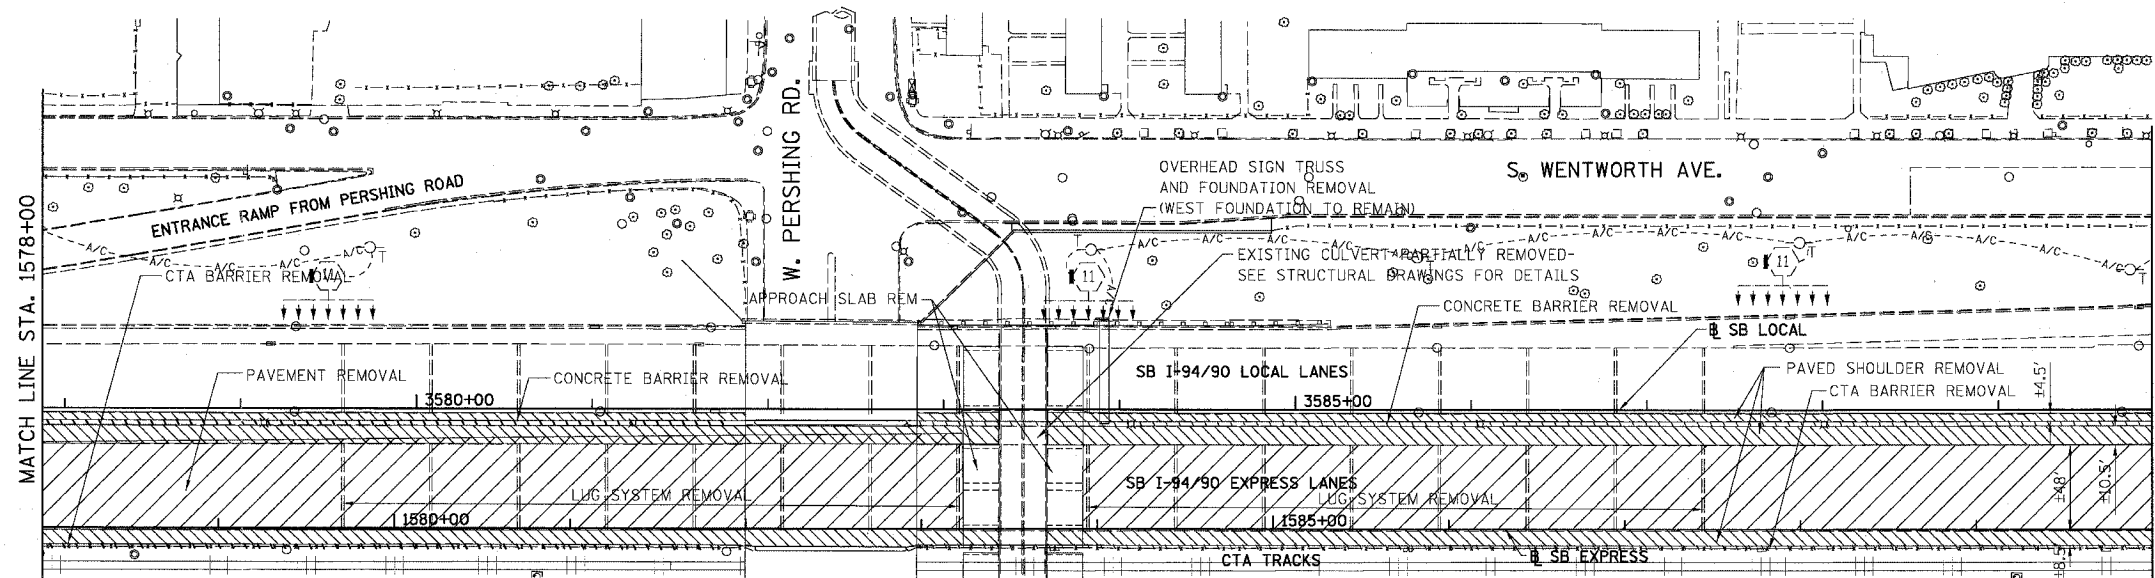 MATCH LINE STA. 1578+00
ENTRANCE RAMP FROM PERSHING ROAD
W. PERSHING RD.
S. WENTWORTH AVE.
OVERHEAD SIGN TRUSS
AND FOUNDATION REMOVAL
(WEST FOUNDATION TO REMAIN)
A/C
A/C
A/C
A/C
T
CTA BARRIER REMOVAL
11
T
A/C
A/C
A/C
A/C
A/C
A/C
A/C
A/C
A/C
A/C
A/C
A/C
T
T
EXISTING CULVERT PARTIALLY REMOVED-
SEE STRUCTURAL DRAWINGS FOR DETAILS
11
11
APPROACH SLAB REM
CONCRETE BARRIER REMOVAL
B SB LOCAL
PAVEMENT REMOVAL
CONCRETE BARRIER REMOVAL
SB I-94/90 LOCAL LANES
PAVED SHOULDER REMOVAL
CTA BARRIER REMOVAL
±4.5'
3580+00
3585+00
LUG SYSTEM REMOVAL
SB I-94/90 EXPRESS LANES
LUG SYSTEM REMOVAL
±48'
±10.5'
1580+00
1585+00
CTA TRACKS
B SB EXPRESS
±8.5'